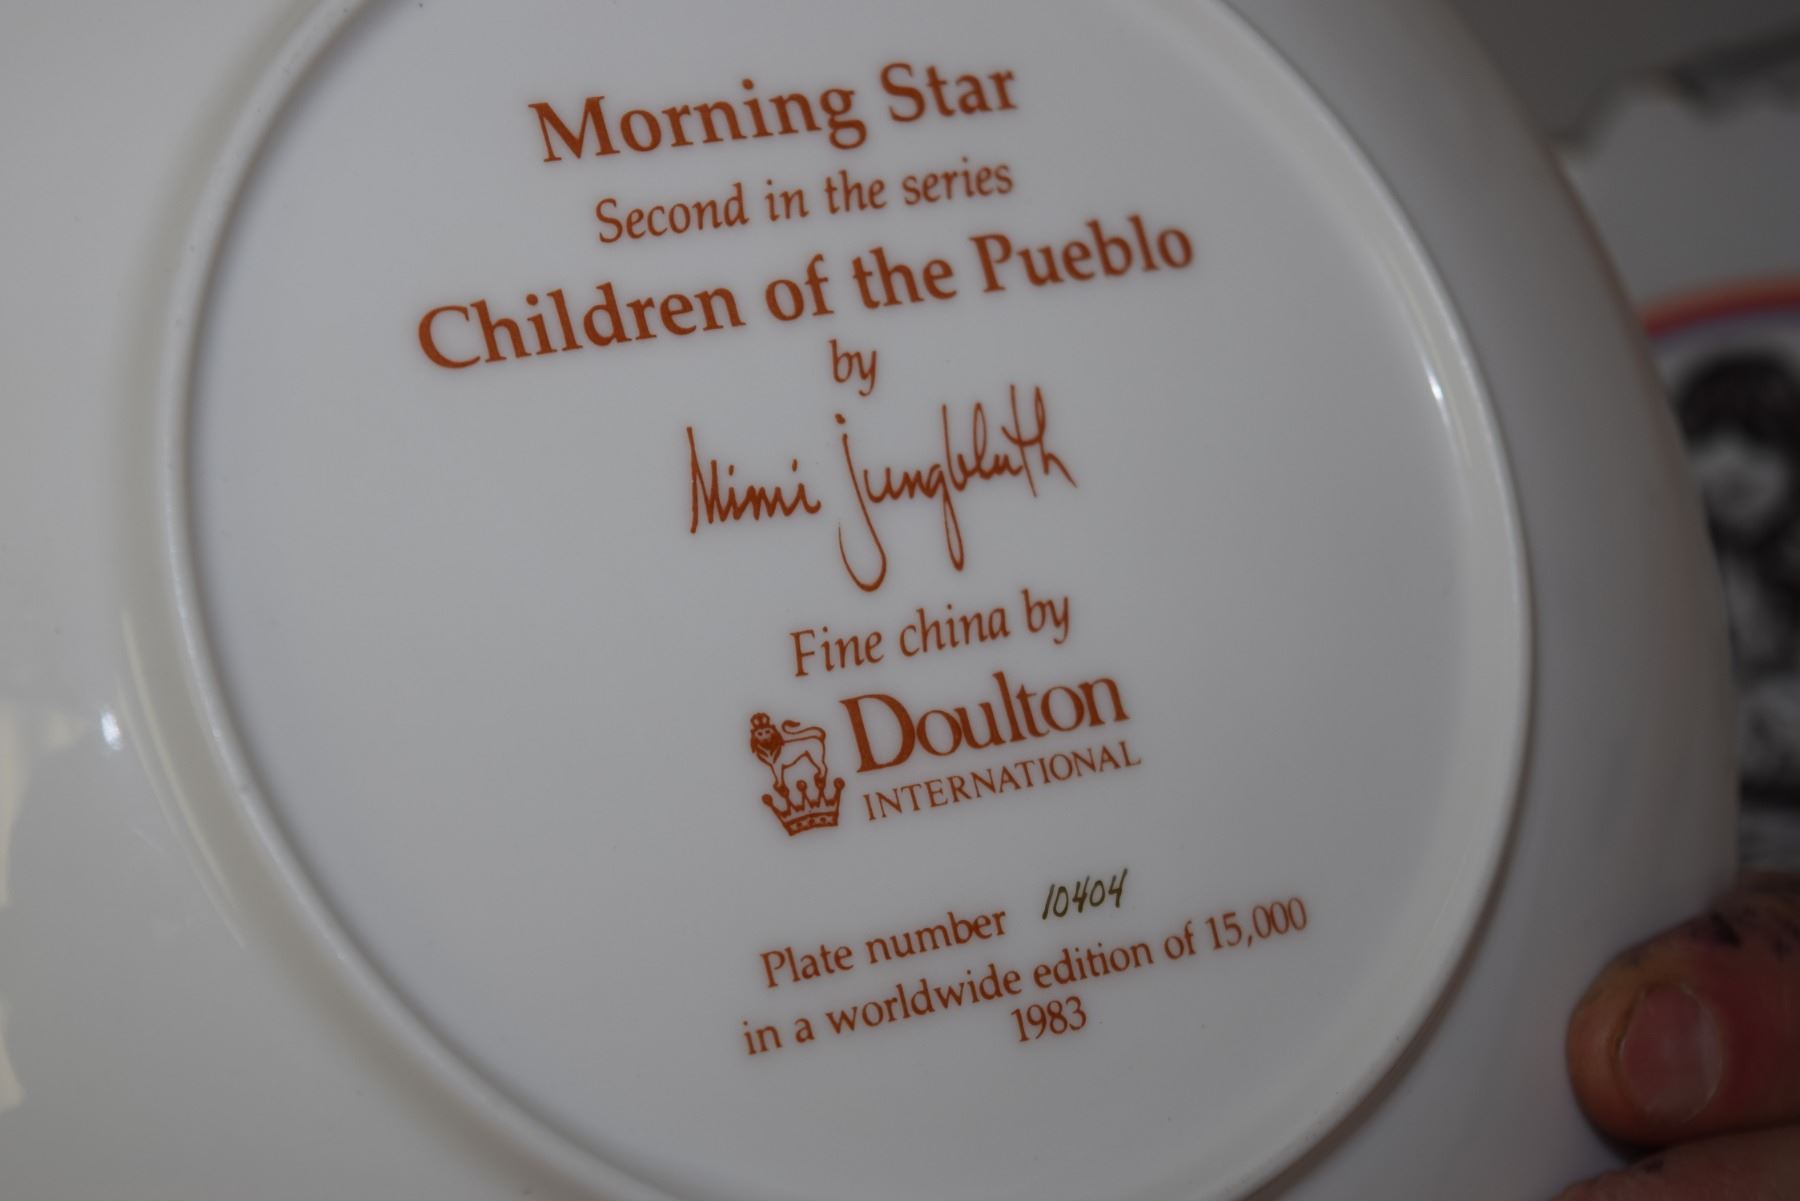 Morning Star
Second in the series
Children of the Pueblo
by
Mimi Jungbluth
Fine china by
Doulton
INTERNATIONAL
Plate number 10404
in a worldwide edition of 15,000
1983